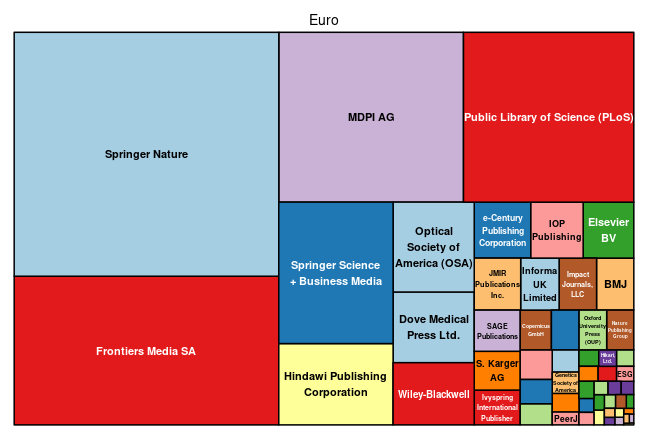 Euro
Springer Nature
Frontiers Media SA
MDPI AG
Public Library of Science (PLoS)
Springer Science
+ Business Media
Hindawi Publishing
Corporation
Optical
Society of
America (OSA)
Dove Medical
Press Ltd.
Wiley-Blackwell
e-Century
Publishing
Corporation
IOP
Publishing
Elsevier
BV
JMIR
Publications
Inc.
Informa
UK
Limited
Impact
Journals,
LLC
BMJ
SAGE
Publications
S. Karger
AG
Ivyspring
International
Publisher
Copernicus
GmbH
Oxford
University
Press
(OUP)
Nature
Publishing
Group
Genetics
Society of
America
PeerJ
Hikari,
Ltd.
ESG